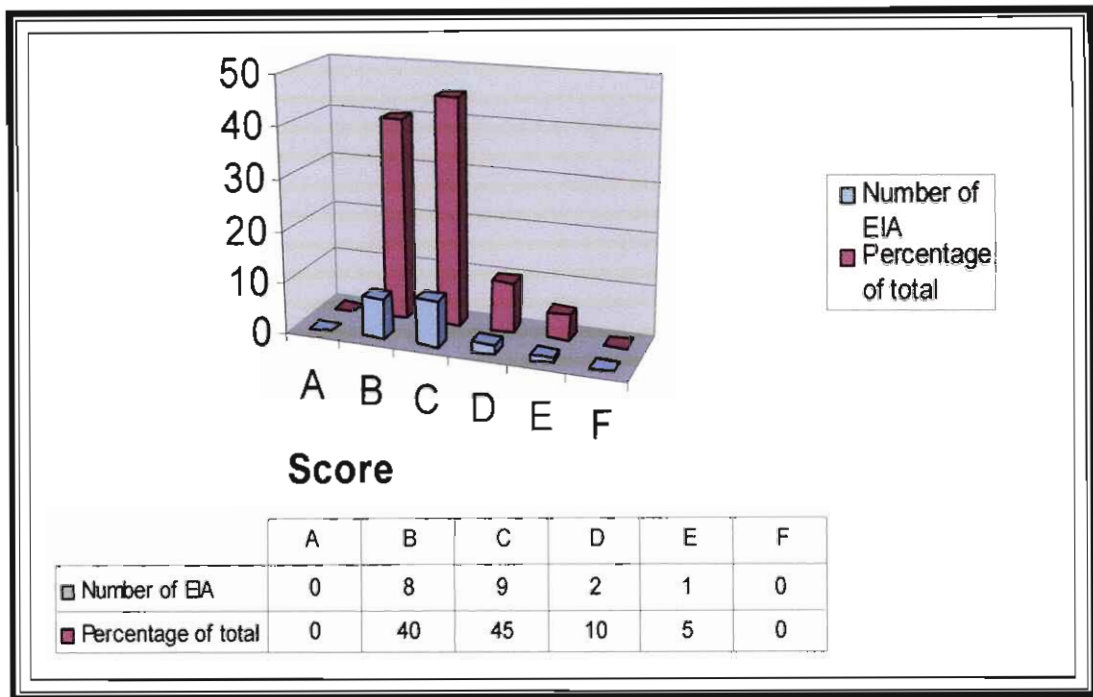 50
40
30
20
10
0
A B C D E F
Score
Number of
EIA
Percentage
of total
A B C D E F
Number of EIA 0 8 9 2 1 0
Percentage of total 0 40 45 10 5 0